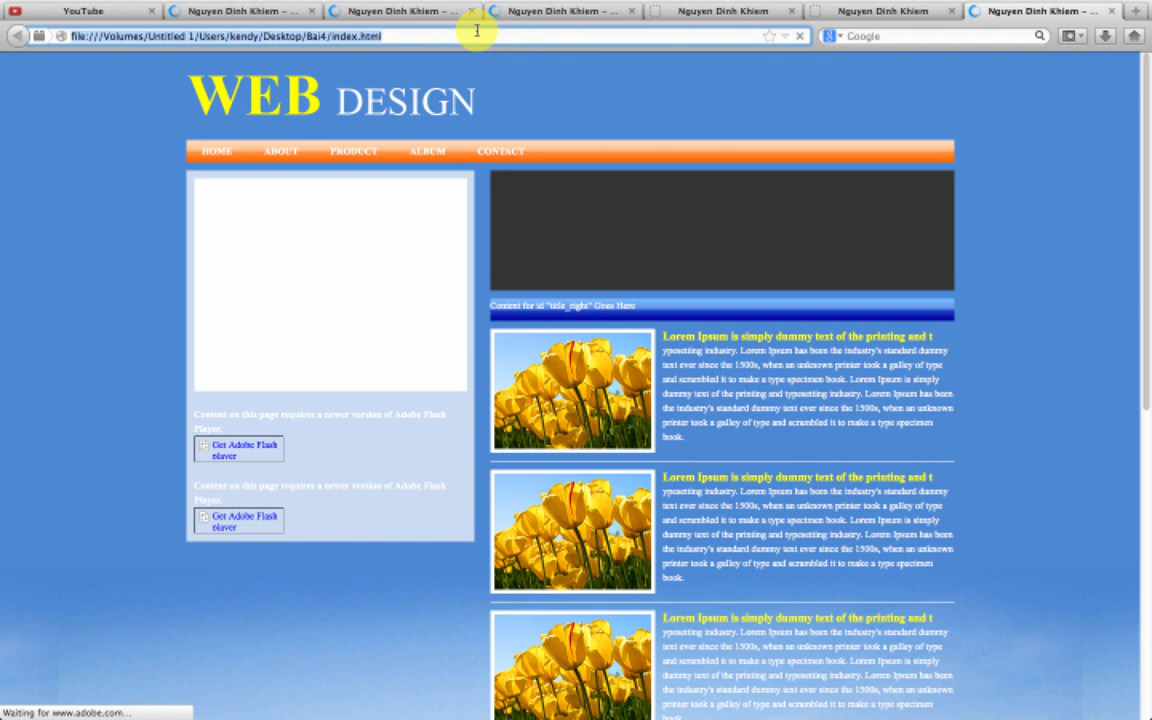 YouTube
Nguyen Dinh Khiem – ...
Nguyen Dinh Khiem – ...
Nguyen Dinh Khiem – ...
Nguyen Dinh Khiem
Nguyen Dinh Khiem
Nguyen Dinh Khiem – ...
file:///Volumes/Untitled 1/Users/kendy/Desktop/Bai4/index.html
Google
WEB DESIGN
HOME ABOUT PRODUCT ALBUM CONTACT
Content on this page requires a newer version of Adobe Flash
Player.
Get Adobe Flash
player
Content on this page requires a newer version of Adobe Flash
Player.
Get Adobe Flash
player
Content for id "title_right" Goes Here
Lorem Ipsum is simply dummy text of the printing and t
ypesetting industry. Lorem Ipsum has been the industry's standard dummy
text ever since the 1500s, when an unknown printer took a galley of type
and scrambled it to make a type specimen book. Lorem Ipsum is simply
dummy text of the printing and typesetting industry. Lorem Ipsum has been
the industry's standard dummy text ever since the 1500s, when an unknown
printer took a galley of type and scrambled it to make a type specimen
book.
Lorem Ipsum is simply dummy text of the printing and t
ypesetting industry. Lorem Ipsum has been the industry's standard dummy
text ever since the 1500s, when an unknown printer took a galley of type
and scrambled it to make a type specimen book. Lorem Ipsum is simply
dummy text of the printing and typesetting industry. Lorem Ipsum has been
the industry's standard dummy text ever since the 1500s, when an unknown
printer took a galley of type and scrambled it to make a type specimen
book.
Lorem Ipsum is simply dummy text of the printing and t
ypesetting industry. Lorem Ipsum has been the industry's standard dummy
text ever since the 1500s, when an unknown printer took a galley of type
and scrambled it to make a type specimen book. Lorem Ipsum is simply
dummy text of the printing and typesetting industry. Lorem Ipsum has been
the industry's standard dummy text ever since the 1500s, when an unknown
printer took a galley of type and scrambled it to make a type specimen
book.
Waiting for www.adobe.com...